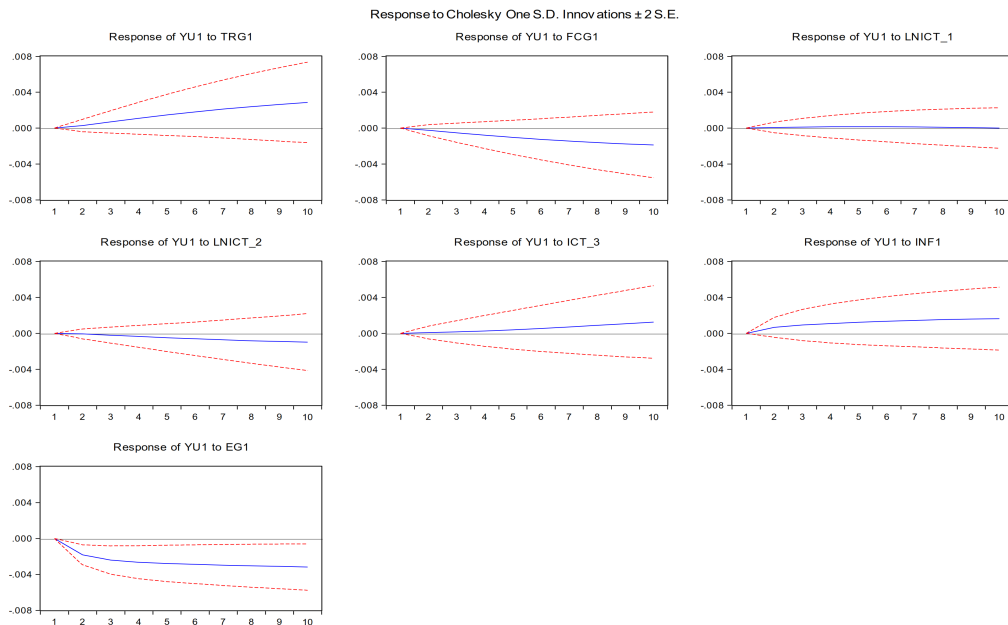 Response to Cholesky One S.D. Innovations ± 2 S.E.
Response of YU1 to TRG1
.008
.004
.000
-.004
-.008
1 2 3 4 5 6 7 8 9 10
Response of YU1 to FCG1
.008
.004
.000
-.004
-.008
1 2 3 4 5 6 7 8 9 10
Response of YU1 to LNICT_1
.008
.004
.000
-.004
-.008
1 2 3 4 5 6 7 8 9 10
Response of YU1 to LNICT_2
.008
.004
.000
-.004
-.008
1 2 3 4 5 6 7 8 9 10
Response of YU1 to ICT_3
.008
.004
.000
-.004
-.008
1 2 3 4 5 6 7 8 9 10
Response of YU1 to INF1
.008
.004
.000
-.004
-.008
1 2 3 4 5 6 7 8 9 10
Response of YU1 to EG1
.008
.004
.000
-.004
-.008
1 2 3 4 5 6 7 8 9 10